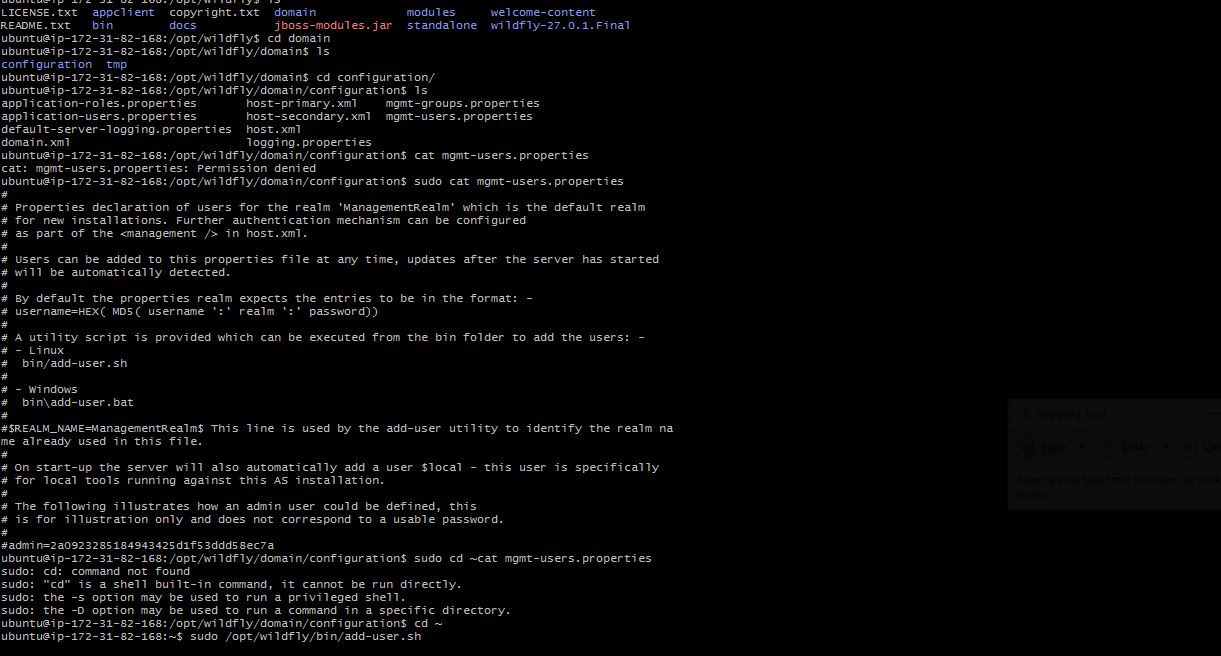 ubuntu@ip-172-31-82-168:/opt/wildfly$ ls
LICENSE.txt  appclient  copyright.txt  domain             modules     welcome-content
README.txt   bin        docs           jboss-modules.jar  standalone  wildfly-27.0.1.Final
ubuntu@ip-172-31-82-168:/opt/wildfly$ cd domain
ubuntu@ip-172-31-82-168:/opt/wildfly/domain$ ls
configuration  tmp
ubuntu@ip-172-31-82-168:/opt/wildfly/domain$ cd configuration/
ubuntu@ip-172-31-82-168:/opt/wildfly/domain/configuration$ ls
application-roles.properties       host-primary.xml    mgmt-groups.properties
application-users.properties       host-secondary.xml  mgmt-users.properties
default-server-logging.properties  host.xml
domain.xml                         logging.properties
ubuntu@ip-172-31-82-168:/opt/wildfly/domain/configuration$ cat mgmt-users.properties
cat: mgmt-users.properties: Permission denied
ubuntu@ip-172-31-82-168:/opt/wildfly/domain/configuration$ sudo cat mgmt-users.properties
#
# Properties declaration of users for the realm 'ManagementRealm' which is the default realm
# for new installations. Further authentication mechanism can be configured
# as part of the <management /> in host.xml.
#
# Users can be added to this properties file at any time, updates after the server has started
# will be automatically detected.
#
# By default the properties realm expects the entries to be in the format: -
# username=HEX( MD5( username ':' realm ':' password))
#
# A utility script is provided which can be executed from the bin folder to add the users: -
# - Linux
#  bin/add-user.sh
#
# - Windows
#  bin\add-user.bat
#
#$REALM_NAME=ManagementRealm$ This line is used by the add-user utility to identify the realm na
me already used in this file.
#
# On start-up the server will also automatically add a user $local - this user is specifically
# for local tools running against this AS installation.
#
# The following illustrates how an admin user could be defined, this
# is for illustration only and does not correspond to a usable password.
#
#admin=2a0923285184943425d1f53ddd58ec7a
ubuntu@ip-172-31-82-168:/opt/wildfly/domain/configuration$ sudo cd ~cat mgmt-users.properties
sudo: cd: command not found
sudo: "cd" is a shell built-in command, it cannot be run directly.
sudo: the -s option may be used to run a privileged shell.
sudo: the -D option may be used to run a command in a specific directory.
ubuntu@ip-172-31-82-168:/opt/wildfly/domain/configuration$ cd ~
ubuntu@ip-172-31-82-168:~$ sudo /opt/wildfly/bin/add-user.sh
Snipping Tool
New Delay
Select a snip type from the menu or click
button